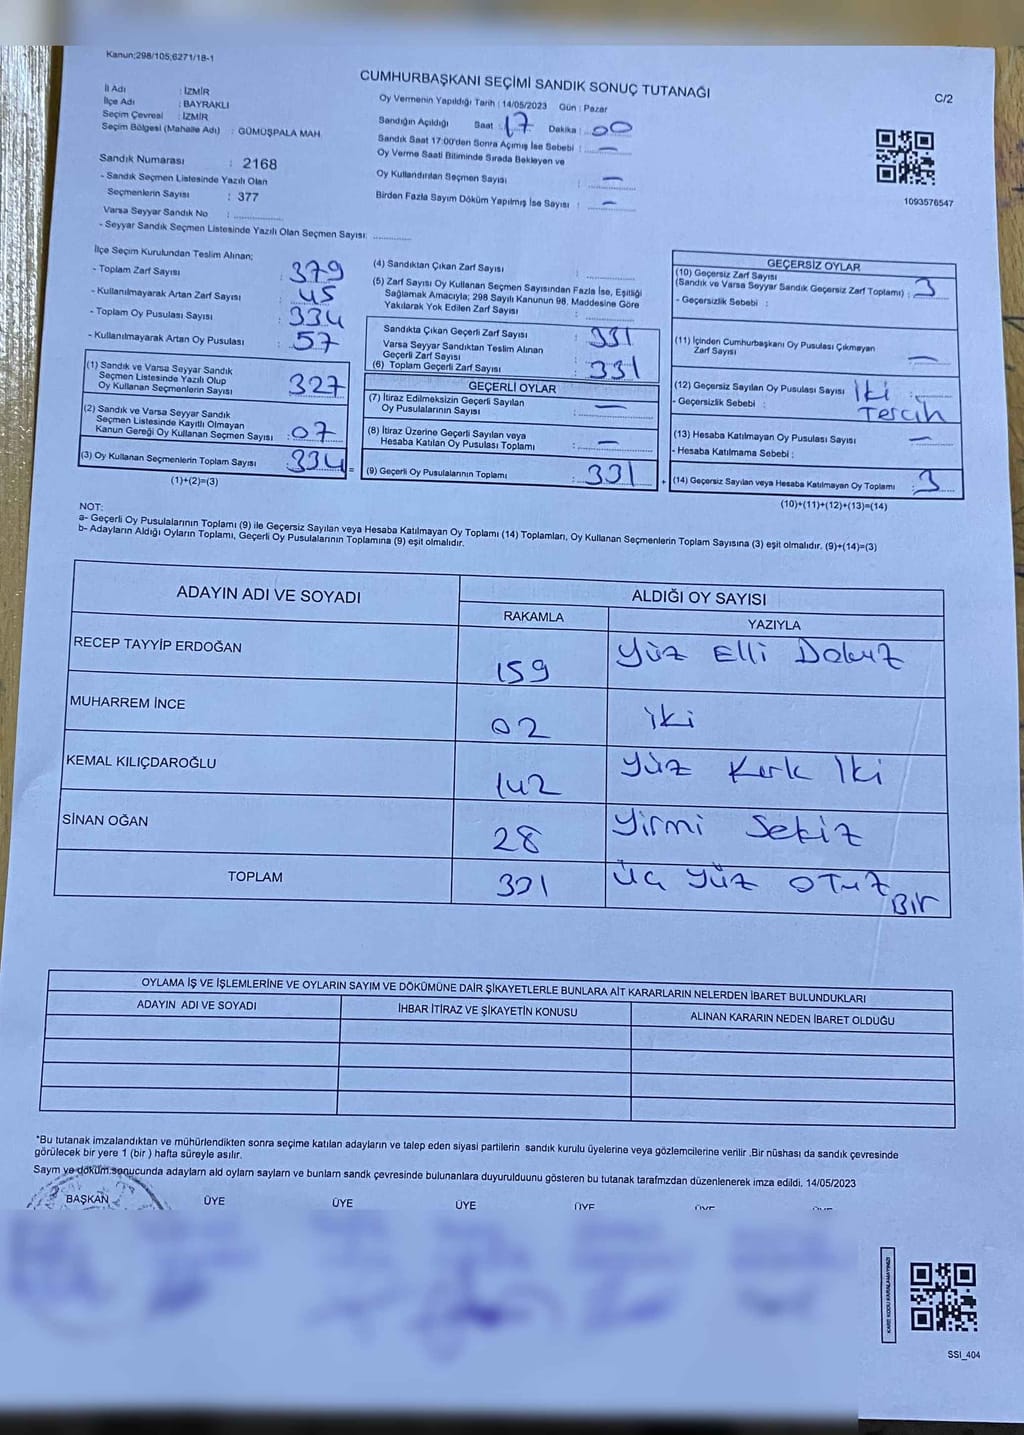 Kanun:298/105,6271/18-1
CUMHURBAŞKANI SEÇİMİ SANDIK SONUÇ TUTANAĞI
C/2
İl Adı : İZMİR
İlçe Adı : BAYRAKLI
Seçim Çevresi : İZMİR
Seçim Bölgesi (Mahalle Adı) : GÜMÜŞPALA MAH.
Sandık Numarası : 2168
- Sandık Seçmen Listesinde Yazılı Olan
Seçmenlerin Sayısı : 377
Varsa Seyyar Sandık No :
- Seyyar Sandık Seçmen Listesinde Yazılı Olan Seçmen Sayısı:
Oy Vermenin Yapıldığı Tarih : 14/05/2023 Gün : Pazar
Sandığın Açıldığı Saat : 17 Dakika : 00
Sandık Saat 17:00'den Sonra Açımış İse Sebebi : —
Oy Verme Saati Bitiminde Sırada Bekleyen ve
Oy Kullandırılan Seçmen Sayısı : —
Birden Fazla Sayım Döküm Yapılmış İse Sayısı : —
1093576547
İlçe Seçim Kurulundan Teslim Alınan;
- Toplam Zarf Sayısı : 379
- Kullanılmayarak Artan Zarf Sayısı : 45
- Toplam Oy Pusulası Sayısı : 334
- Kullanılmayarak Artan Oy Pusulası : 57
(1) Sandık ve Varsa Seyyar Sandık
Seçmen Listesinde Yazılı Olup
Oy Kullanan Seçmenlerin Sayısı : 327
(2) Sandık ve Varsa Seyyar Sandık
Seçmen Listesinde Kayıtlı Olmayan
Kanun Gereği Oy Kullanan Seçmen Sayısı : 07
(3) Oy Kullanan Seçmenlerin Toplam Sayısı : 334 =
(1)+(2)=(3)
(4) Sandıktan Çıkan Zarf Sayısı :
(5) Zarf Sayısı Oy Kullanan Seçmen Sayısından Fazla İse, Eşitliği
Sağlamak Amacıyla; 298 Sayılı Kanunun 98. Maddesine Göre
Yakılarak Yok Edilen Zarf Sayısı :
Sandıkta Çıkan Geçerli Zarf Sayısı : 331
Varsa Seyyar Sandıktan Teslim Alınan
Geçerli Zarf Sayısı :
(6) Toplam Geçerli Zarf Sayısı : 331
GEÇERLİ OYLAR
(7) İtiraz Edilmeksizin Geçerli Sayılan
Oy Pusulalarının Sayısı : —
(8) İtiraz Üzerine Geçerli Sayılan veya
Hesaba Katılan Oy Pusulası Toplamı : —
(9) Geçerli Oy Pusulalarının Toplamı : 331 +
GEÇERSİZ OYLAR
(10) Geçersiz Zarf Sayısı
(Sandık ve Varsa Seyyar Sandık Geçersiz Zarf Toplamı) : 3
- Geçersizlik Sebebi :
(11) İçinden Cumhurbaşkanı Oy Pusulası Çıkmayan
Zarf Sayısı : —
(12) Geçersiz Sayılan Oy Pusulası Sayısı : İki
- Geçersizlik Sebebi : Tercih
(13) Hesaba Katılmayan Oy Pusulası Sayısı : —
- Hesaba Katılmama Sebebi :
(14) Geçersiz Sayılan veya Hesaba Katılmayan Oy Toplamı : 3
(10)+(11)+(12)+(13)=(14)
NOT:
a- Geçerli Oy Pusulalarının Toplamı (9) ile Geçersiz Sayılan veya Hesaba Katılmayan Oy Toplamı (14) Toplamları, Oy Kullanan Seçmenlerin Toplam Sayısına (3) eşit olmalıdır. (9)+(14)=(3)
b- Adayların Aldığı Oyların Toplamı, Geçerli Oy Pusulalarının Toplamına (9) eşit olmalıdır.
ADAYIN ADI VE SOYADI ALDIĞI OY SAYISI
RAKAMLA YAZIYLA
RECEP TAYYİP ERDOĞAN 159 Yüz Elli Dokuz
MUHARREM İNCE 02 iki
KEMAL KILIÇDAROĞLU 142 Yüz Kırk İki
SİNAN OĞAN 28 Yirmi Sekiz
TOPLAM 331 Üç Yüz OTuz Bir
OYLAMA İŞ VE İŞLEMLERİNE VE OYLARIN SAYIM VE DÖKÜMÜNE DAİR ŞİKAYETLERLE BUNLARA AİT KARARLARIN NELERDEN İBARET BULUNDUKLARI
ADAYIN ADI VE SOYADI İHBAR İTİRAZ VE ŞİKAYETİN KONUSU ALINAN KARARIN NEDEN İBARET OLDUĞU
*Bu tutanak imzalandıktan ve mühürlendikten sonra seçime katılan adayların ve talep eden siyasi partilerin sandık kurulu üyelerine veya gözlemcilerine verilir .Bir nüshası da sandık çevresinde
görülecek bir yere 1 (bir ) hafta süreyle asılır.
Saym ve döküm sonucunda adaylarn ald oylarn saylarn ve bunlarn sandk çevresinde bulunanlara duyurulduunu gösteren bu tutanak tarafmzdan düzenlenerek imza edildi. 14/05/2023
BAŞKAN ÜYE ÜYE ÜYE ÜYE ÜYE ÜYE
KARE KODU KARALAMAYINIZ!
SSI_404